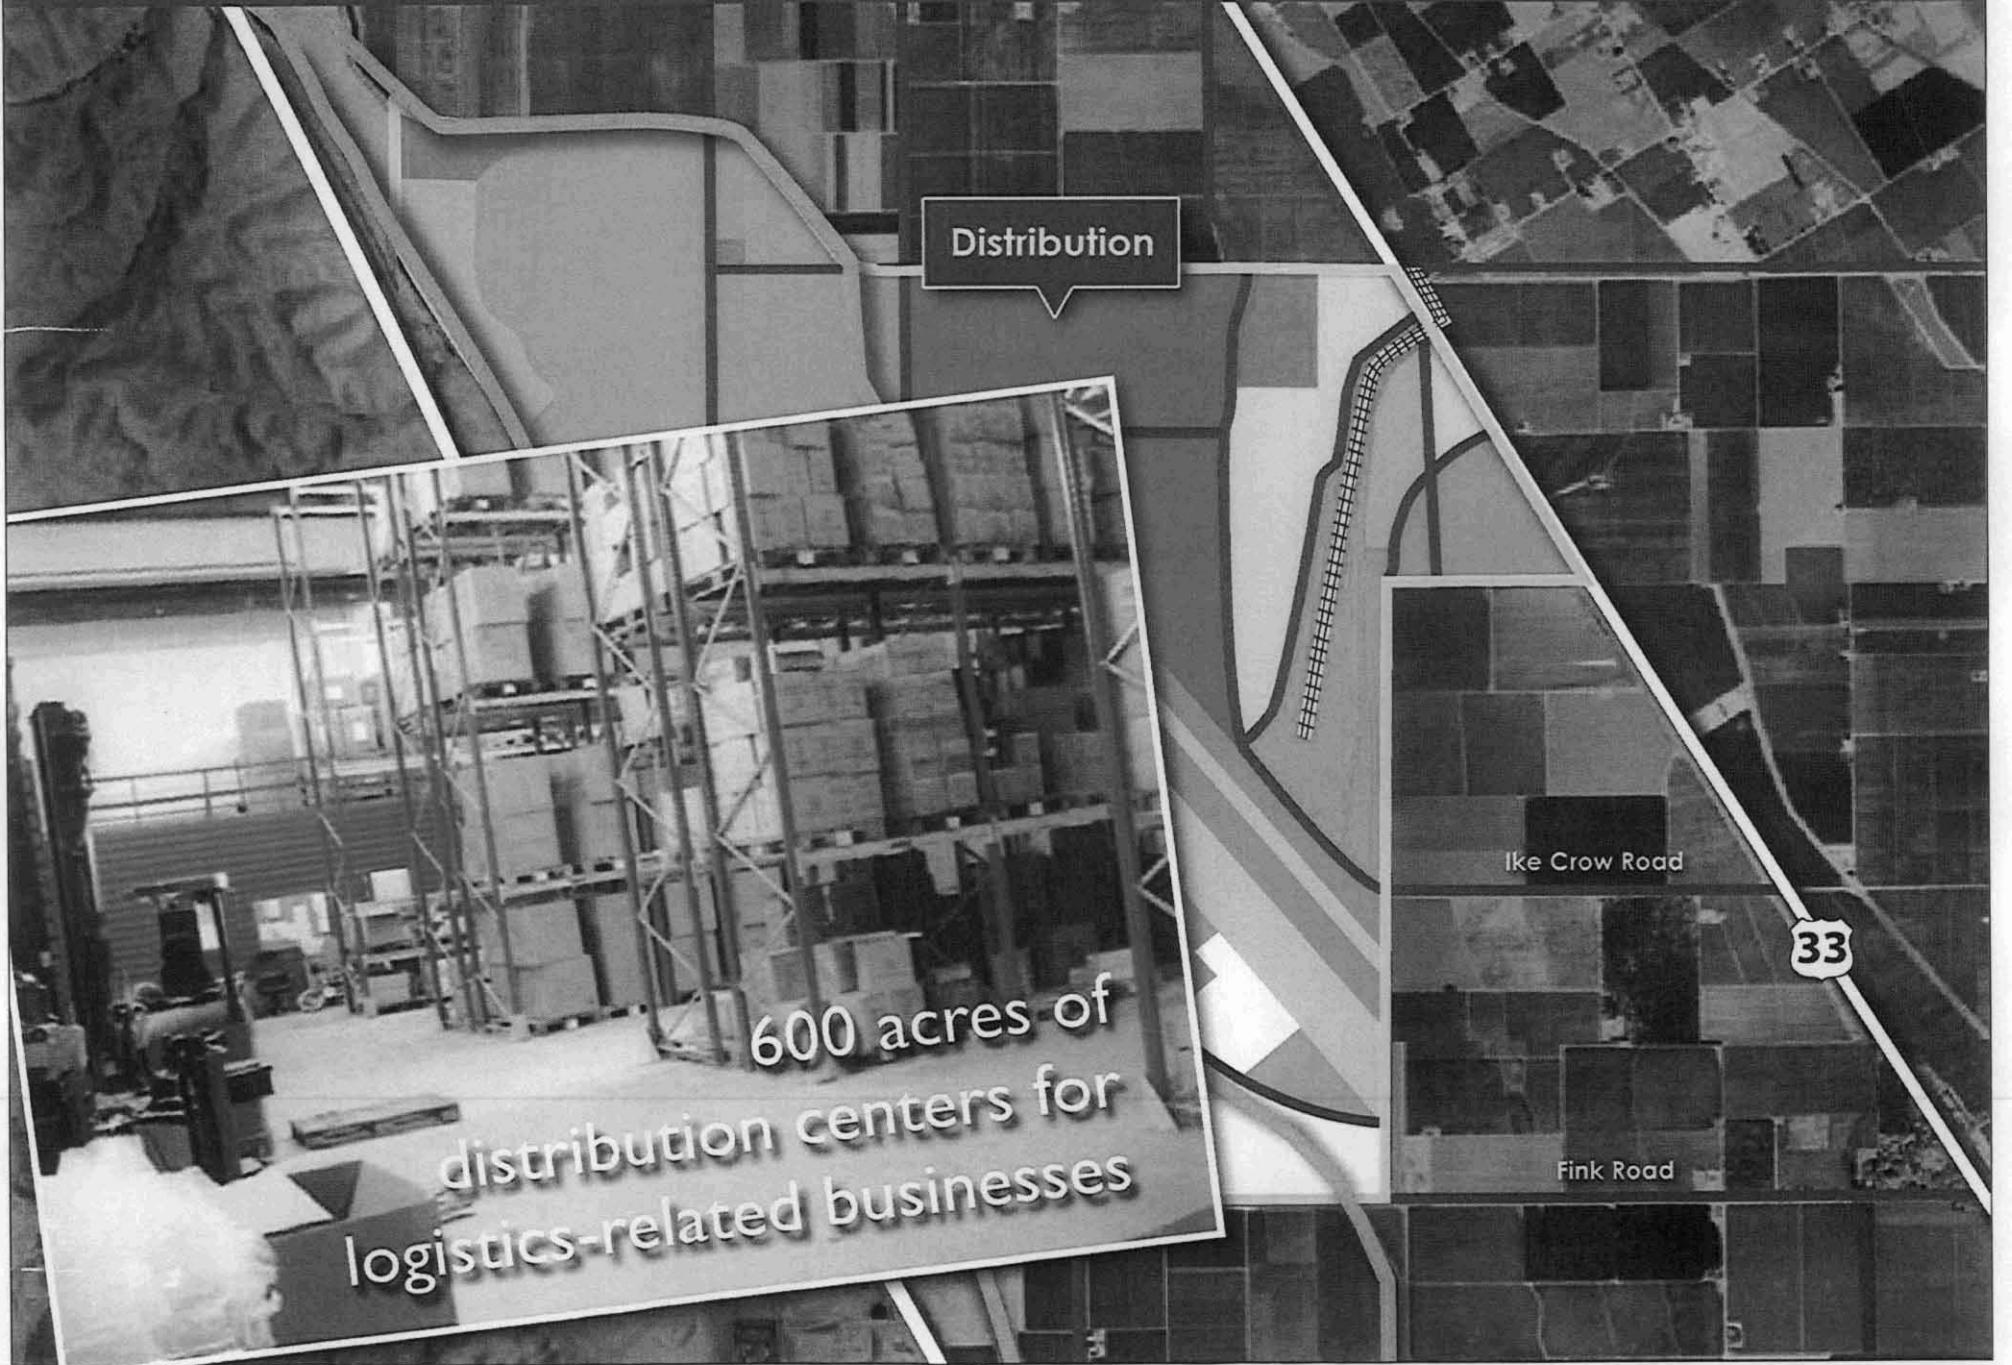 Distribution
600 acres of
distribution centers for
logistics-related businesses
Ike Crow Road
33
Fink Road